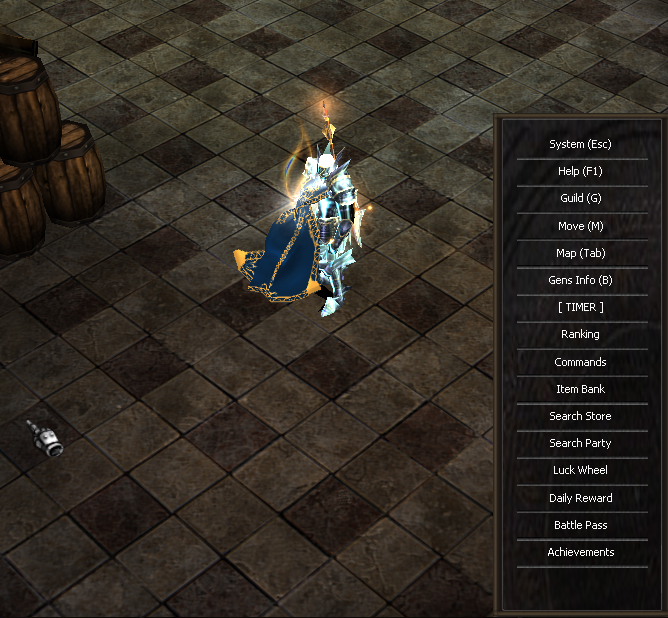 System (Esc)
Help (F1)
Guild (G)
Move (M)
Map (Tab)
Gens Info (B)
[ TIMER ]
Ranking
Commands
Item Bank
Search Store
Search Party
Luck Wheel
Daily Reward
Battle Pass
Achievements